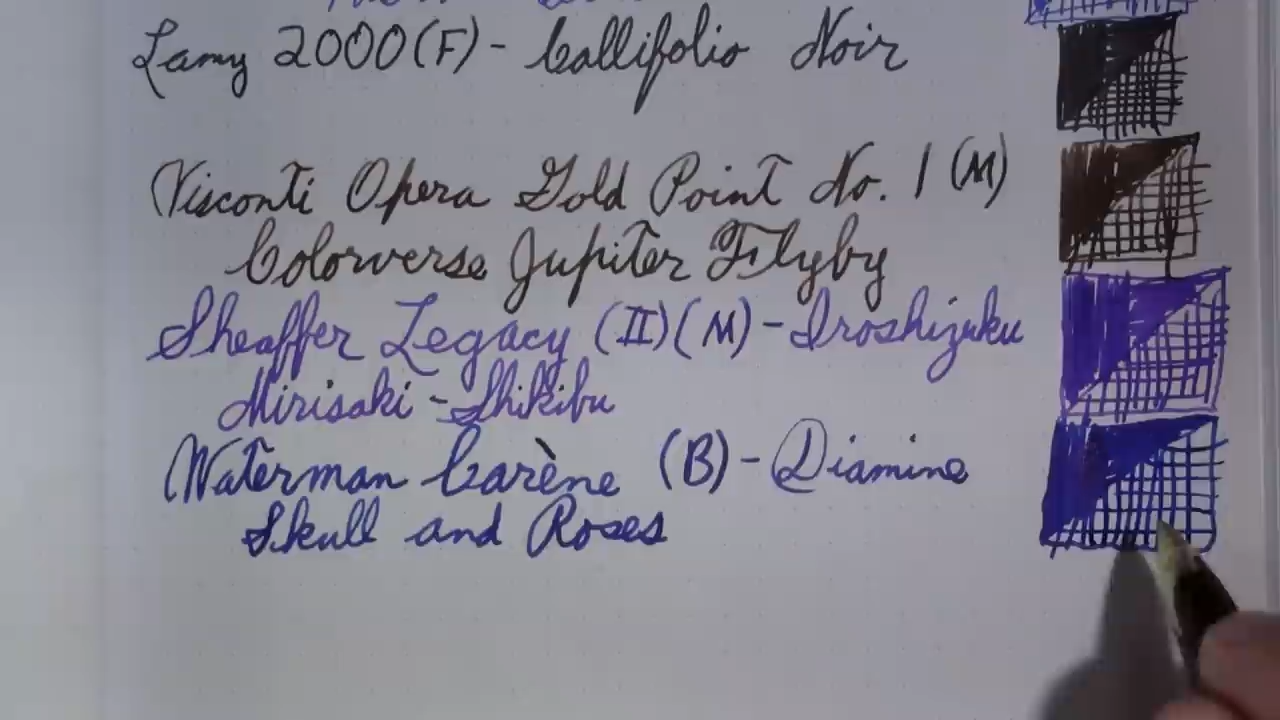 Lamy 2000 (F) - Callifolio Noir
Visconti Opera Gold Point No. 1 (M)
Colorverse Jupiter Flyby
Sheaffer Legacy (II) (M) - Iroshizuku
Mirisaki - Shikibu
Waterman Carène (B) - Diamine
Skull and Roses